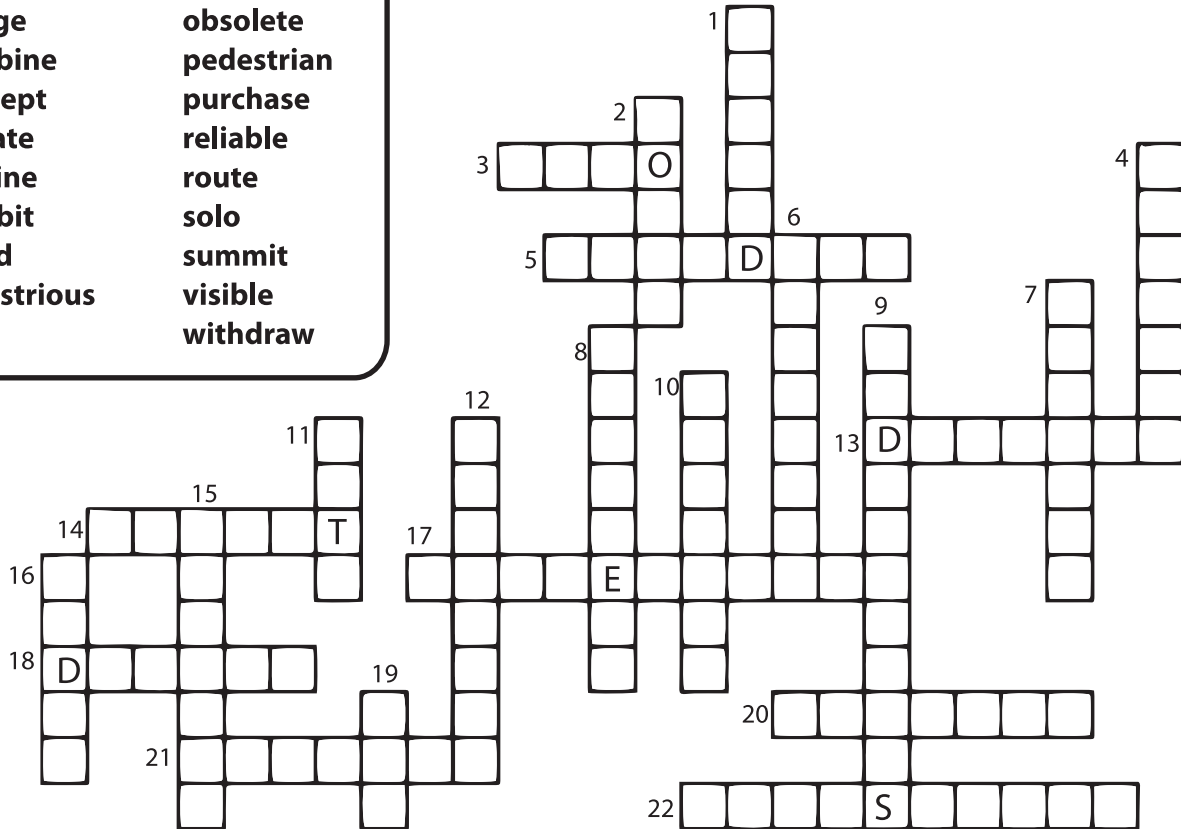 ge obsolete
bine pedestrian
ept purchase
ate reliable
ine route
bit solo
d summit
strious visible
withdraw
1
2
3 O 4
6
5 D
7
9
8
10
12
11 13 D
15
14 T 17
16 E
18 D 19
20
21
22 S